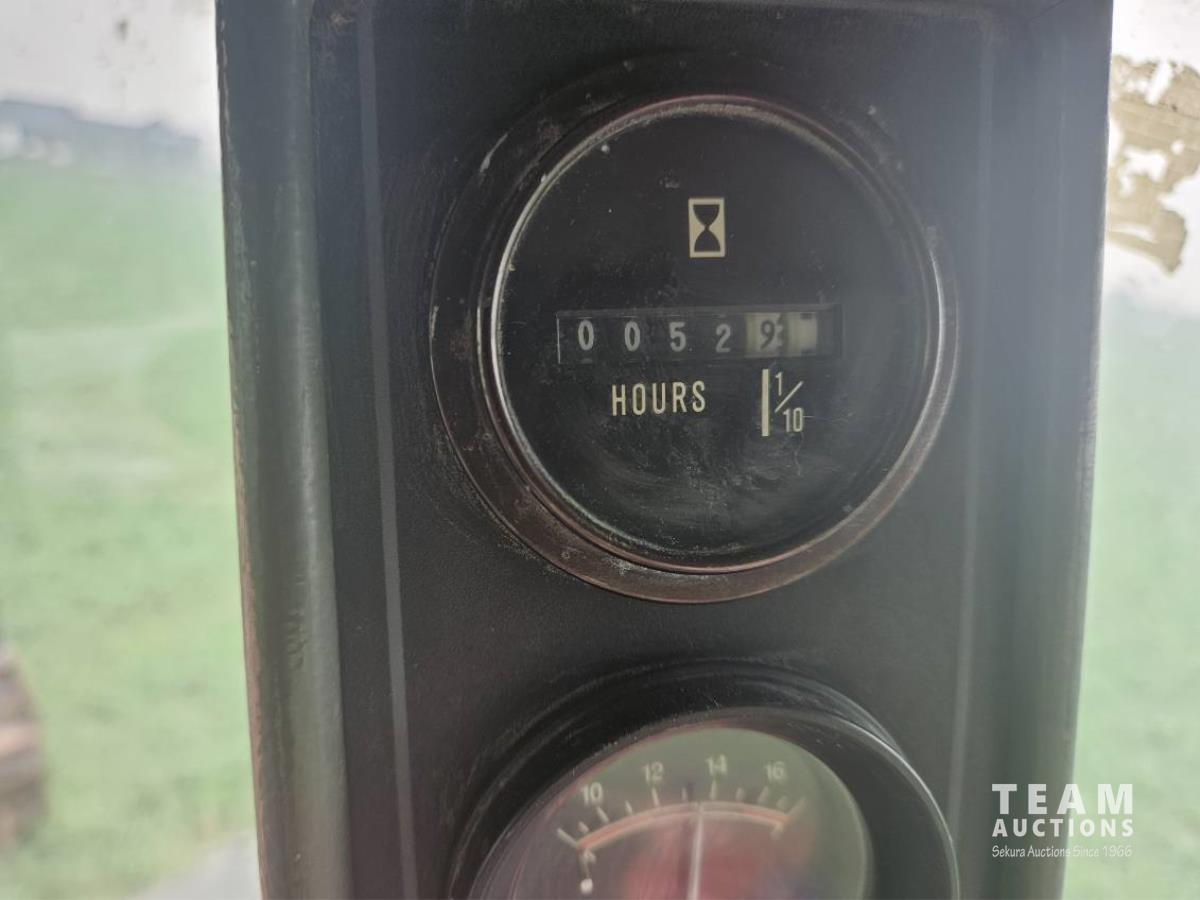 0 0 5 2 9
HOURS 1/10
10 12 14 16
TEAM
AUCTIONS
Sekura Auctions Since 1966